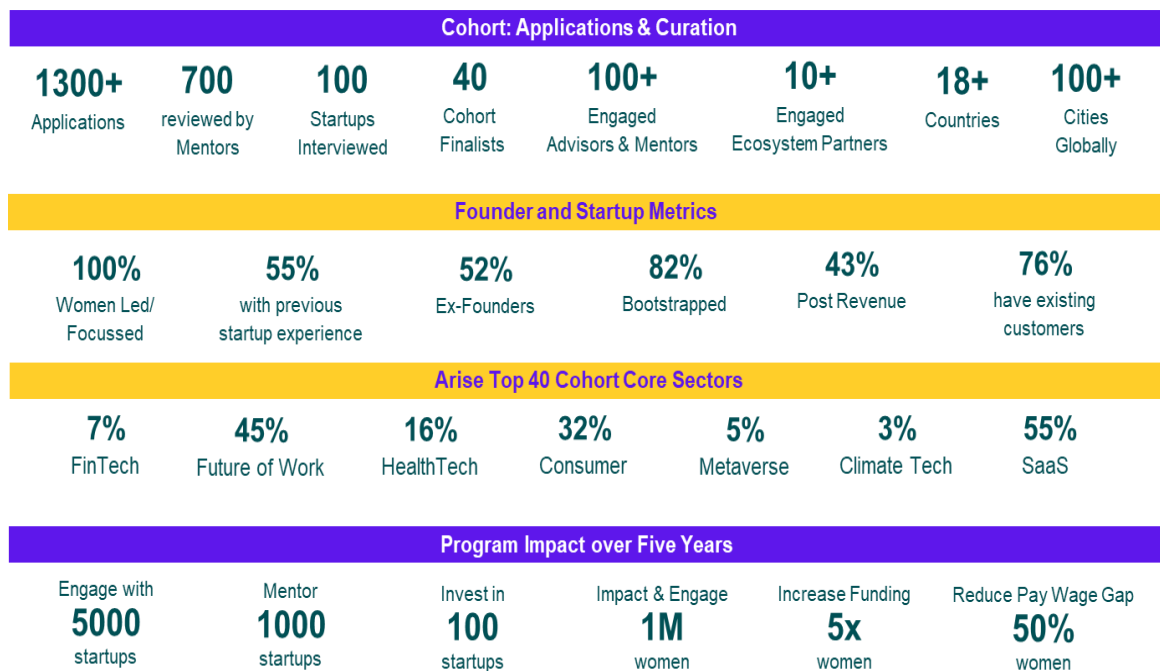 Cohort: Applications & Curation
1300+
Applications
700
reviewed by
Mentors
100
Startups
Interviewed
40
Cohort
Finalists
100+
Engaged
Advisors & Mentors
10+
Engaged
Ecosystem Partners
18+
Countries
100+
Cities
Globally
Founder and Startup Metrics
100%
Women Led/
Focussed
55%
with previous
startup experience
52%
Ex-Founders
82%
Bootstrapped
43%
Post Revenue
76%
have existing
customers
Arise Top 40 Cohort Core Sectors
7%
FinTech
45%
Future of Work
16%
HealthTech
32%
Consumer
5%
Metaverse
3%
Climate Tech
55%
SaaS
Program Impact over Five Years
Engage with
5000
startups
Mentor
1000
startups
Invest in
100
startups
Impact & Engage
1M
women
Increase Funding
5x
women
Reduce Pay Wage Gap
50%
women